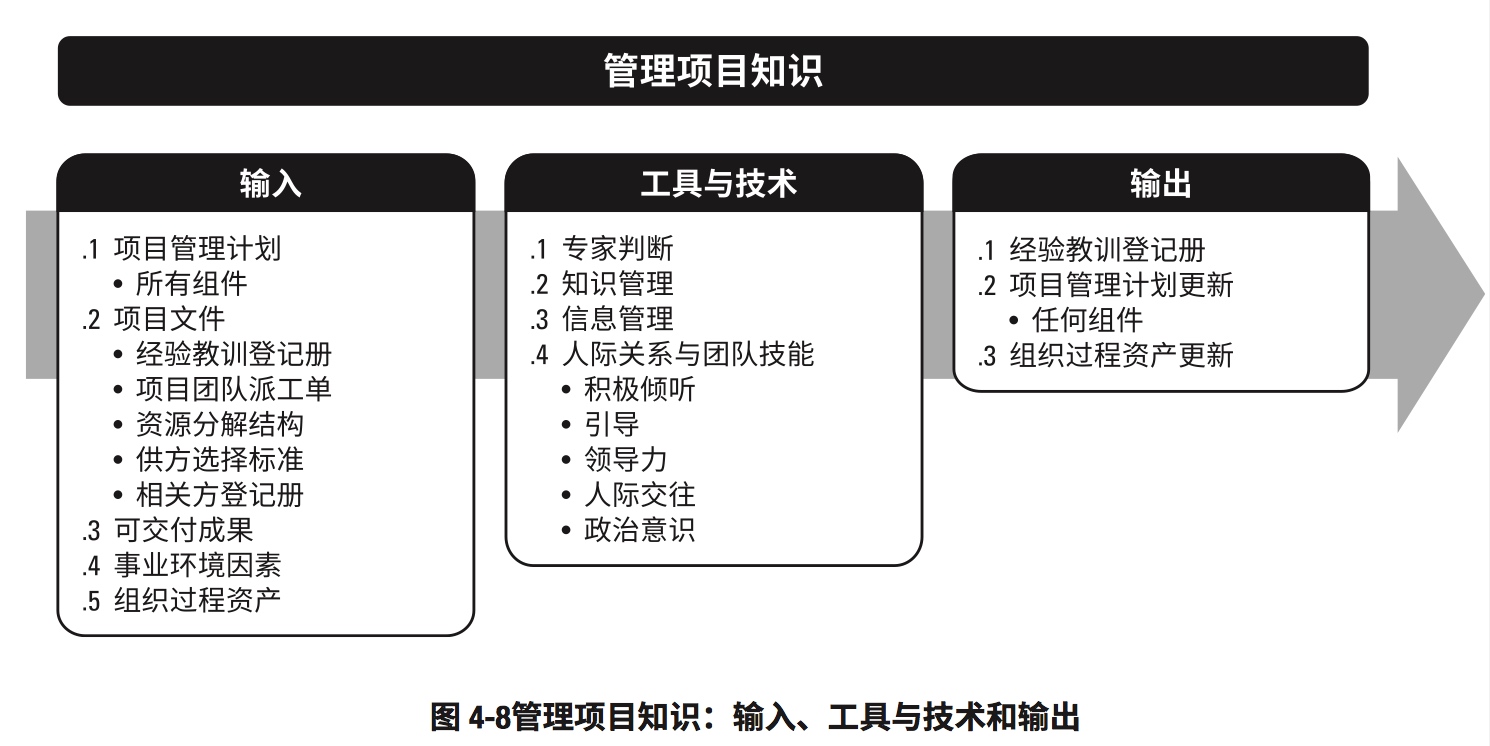 管理项目知识
输入
.1 项目管理计划
• 所有组件
.2 项目文件
• 经验教训登记册
• 项目团队派工单
• 资源分解结构
• 供方选择标准
• 相关方登记册
.3 可交付成果
.4 事业环境因素
.5 组织过程资产
工具与技术
.1 专家判断
.2 知识管理
.3 信息管理
.4 人际关系与团队技能
• 积极倾听
• 引导
• 领导力
• 人际交往
• 政治意识
输出
.1 经验教训登记册
.2 项目管理计划更新
• 任何组件
.3 组织过程资产更新
图 4-8管理项目知识：输入、工具与技术和输出